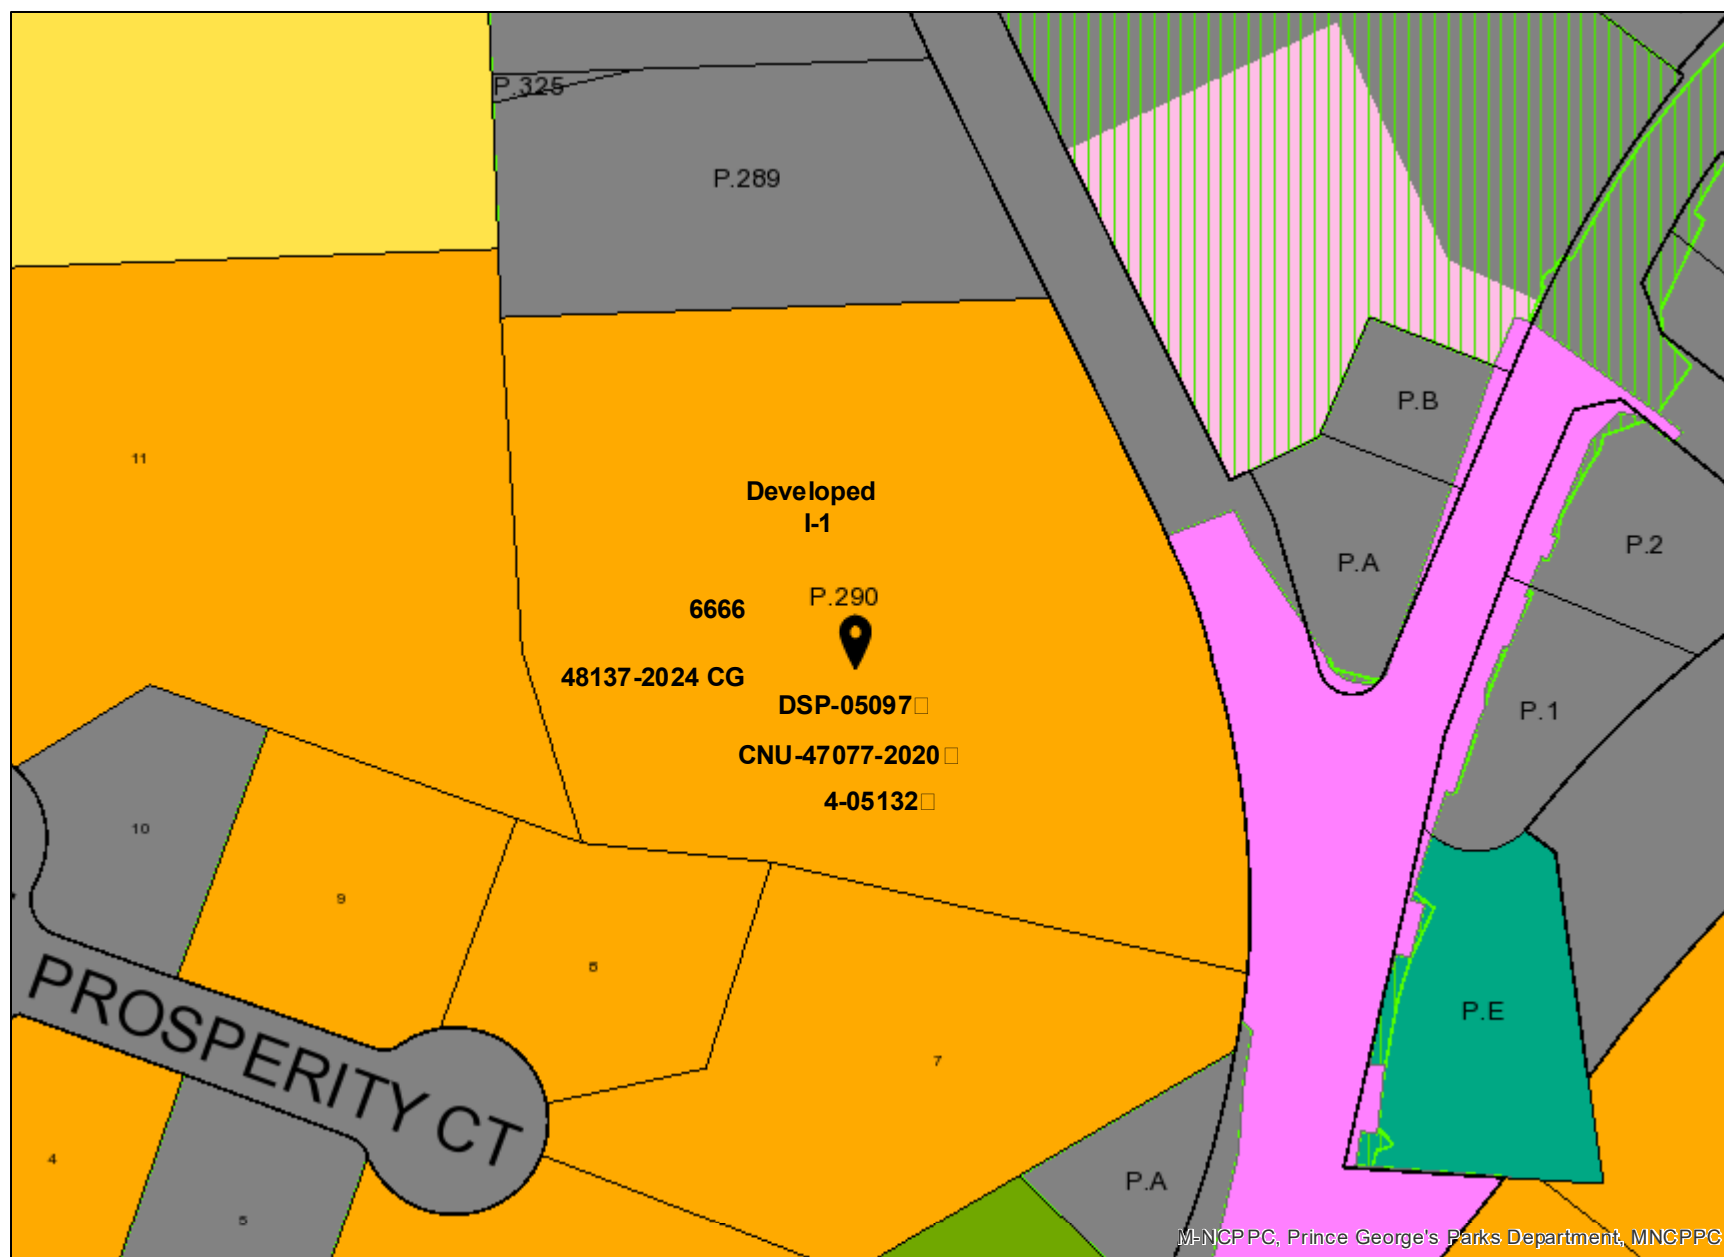 P.325
P.289
P.B
11
Developed
I-1
P.2
P.A
P.290
6666
48137-2024 CG
DSP-05097
P.1
CNU-47077-2020
4-05132
10
9
8
P.E
PROSPERITY CT
7
4
P.A
5
M-NCPPC, Prince George's Parks Department, MNCPPC